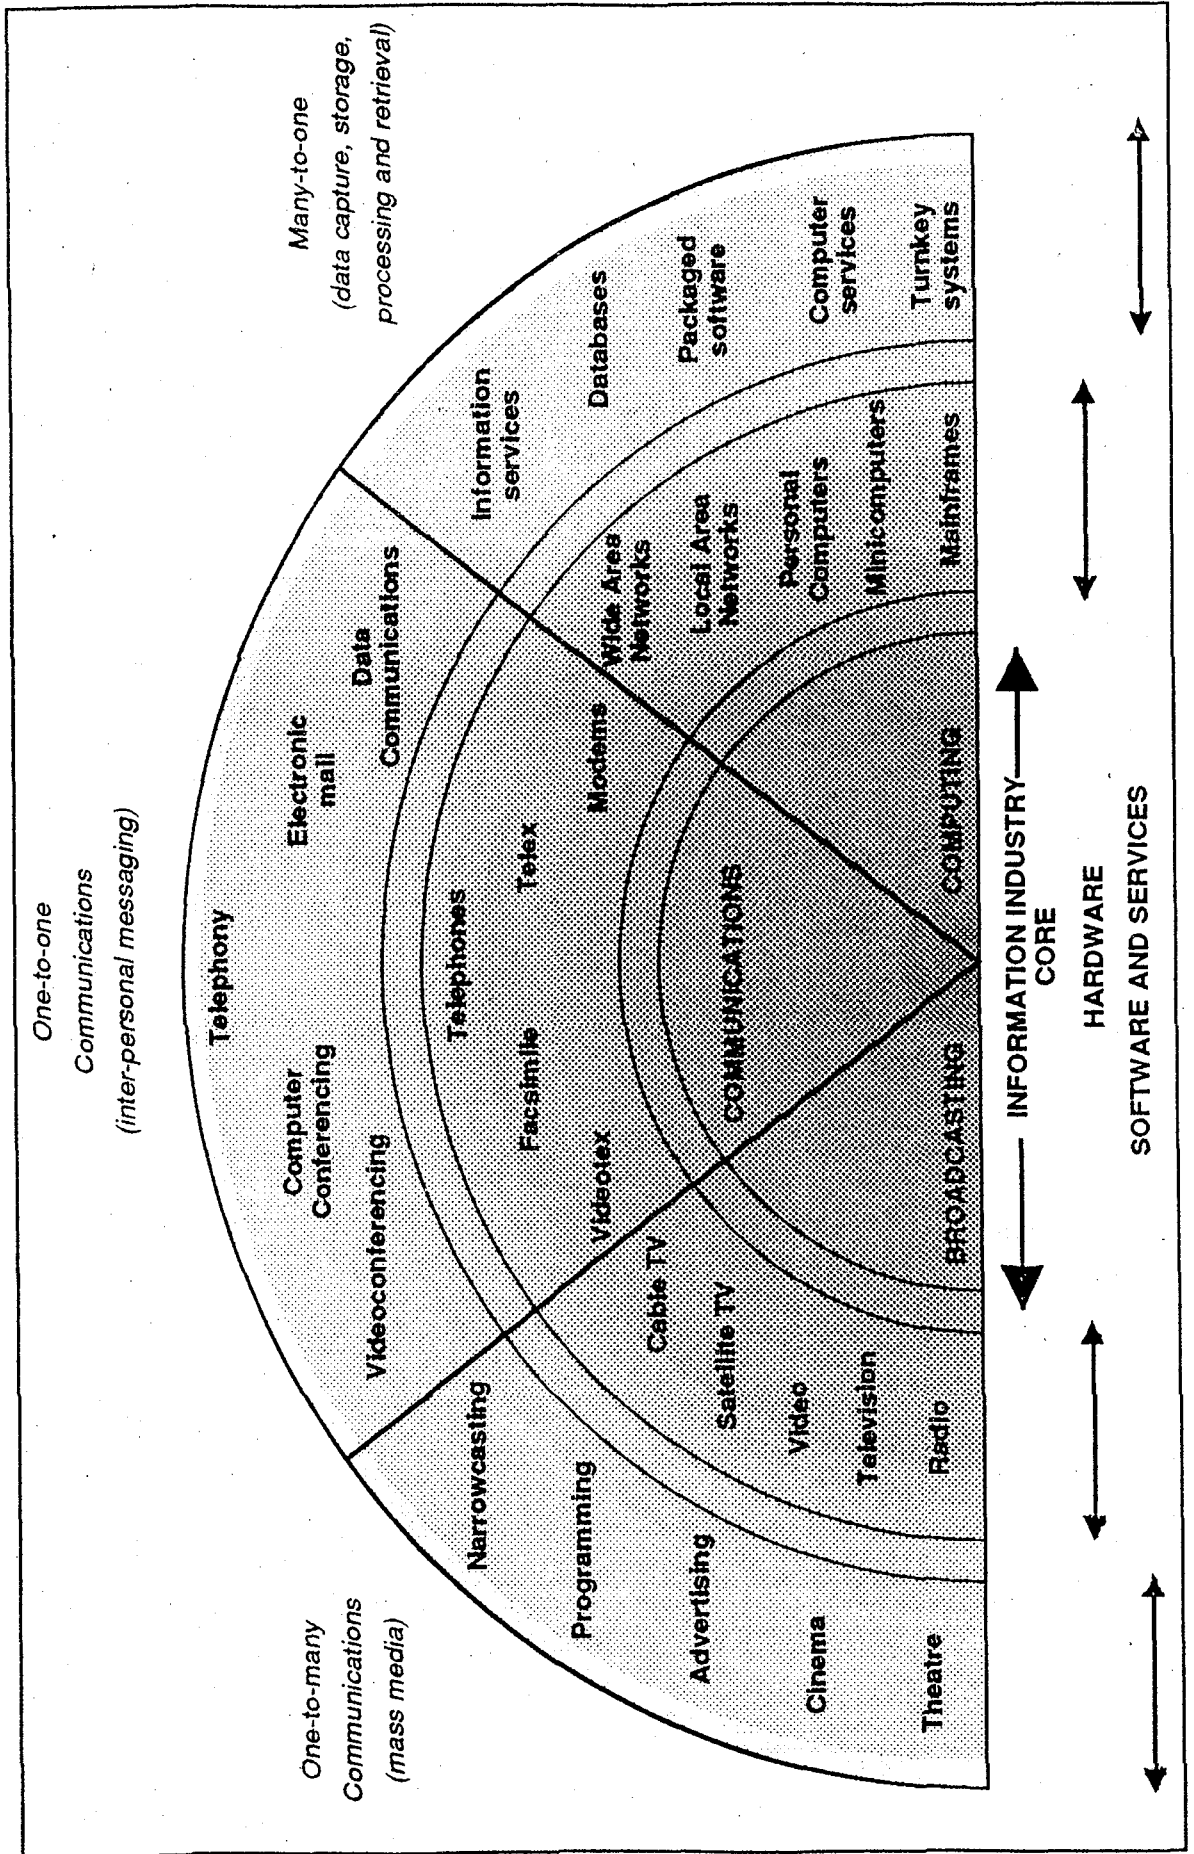 One-to-one
Communications
(inter-personal messaging)
One-to-many
Communications
(mass media)
Many-to-one
(data capture, storage,
processing and retrieval)
Telephony
Computer
Conferencing
Electronic
mail
Videoconferencing
Data
Communications
Narrowcasting
Programming
Advertising
Cinema
Theatre
Information
services
Databases
Packaged
software
Computer
services
Turnkey
systems
Telephones
Facsimile
Telex
Videotex
Modems
Cable TV
Satellite TV
Video
Television
Radio
Wide Area
Networks
Local Area
Networks
Personal
Computers
Minicomputers
Mainframes
COMMUNICATIONS
BROADCASTING
COMPUTING
INFORMATION INDUSTRY
CORE
HARDWARE
SOFTWARE AND SERVICES